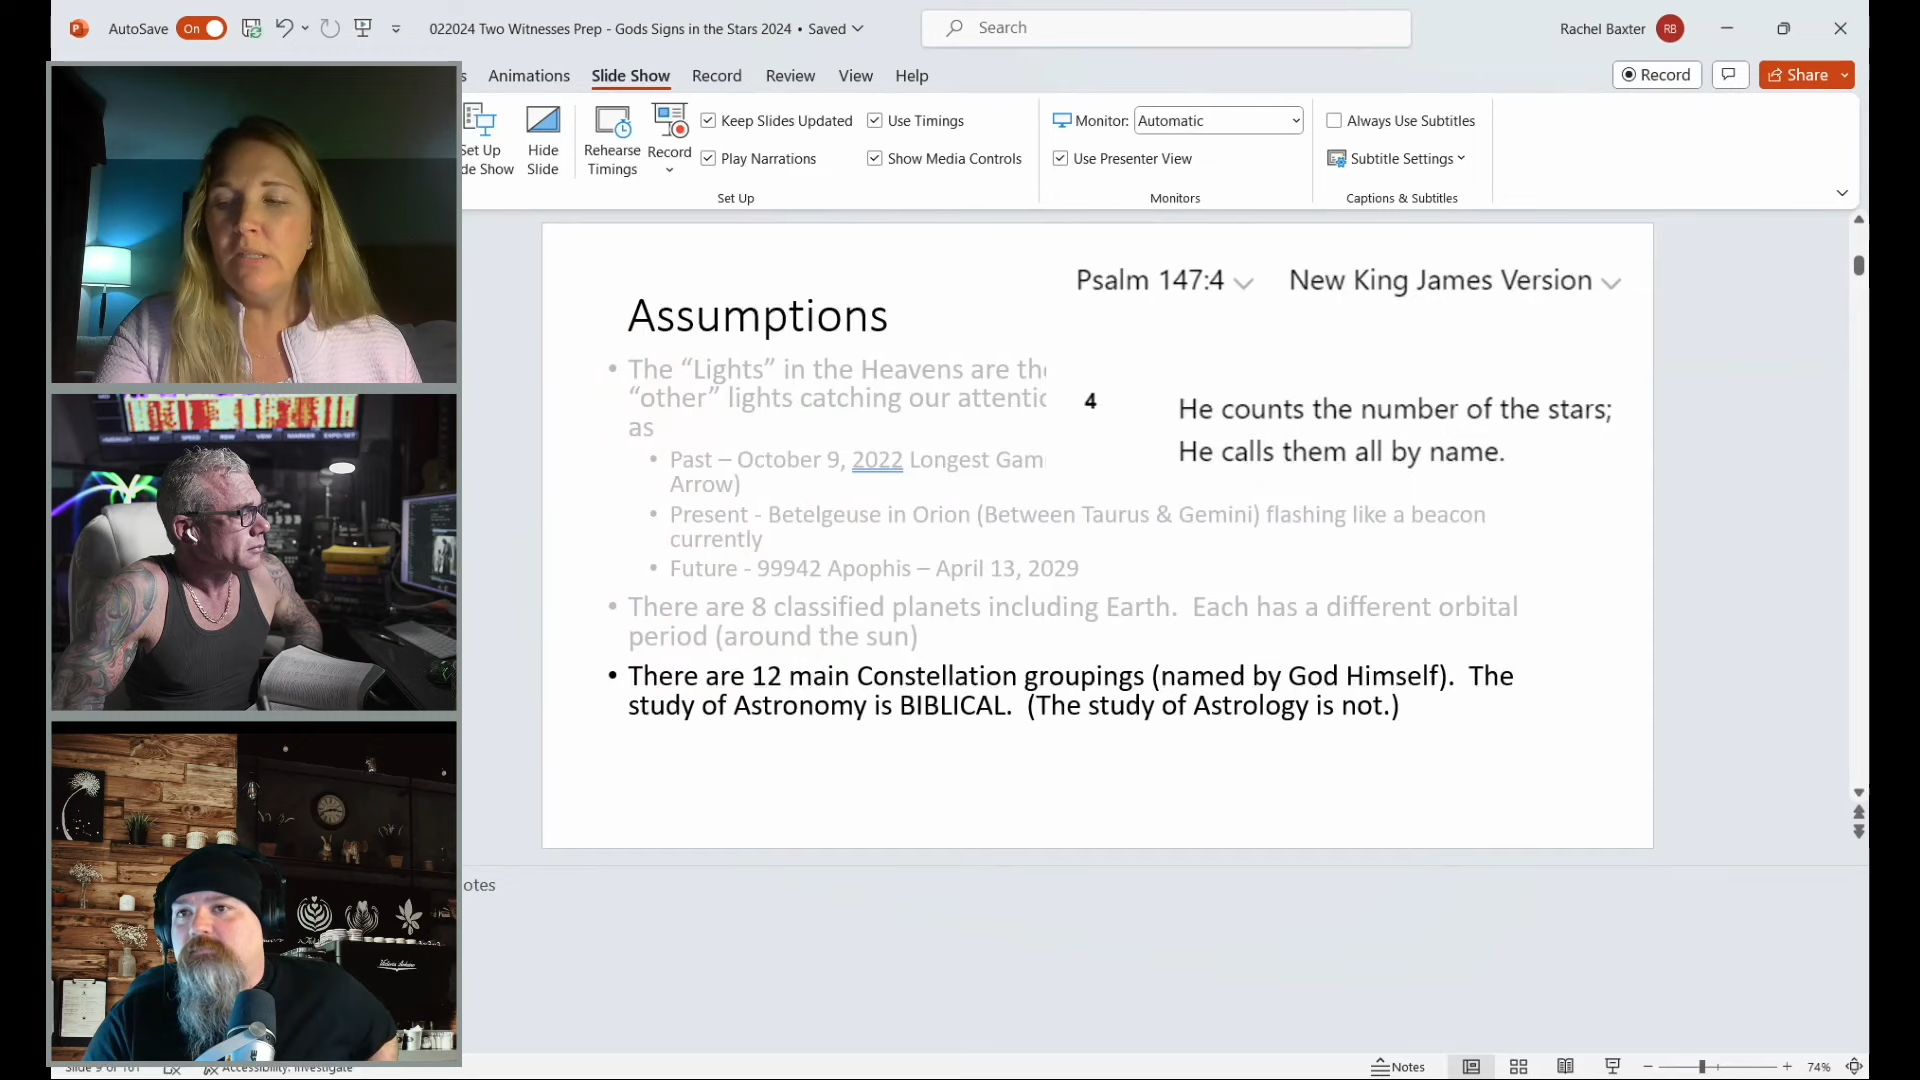 AutoSave
On
022024 Two Witnesses Prep - Gods Signs in the Stars 2024 • Saved
Search
Rachel Baxter
RB
Animations
Slide Show
Record
Review
View
Help
Record
Share
Set Up
Hide
Slide
Rehearse
Timings
Record
Keep Slides Updated
Play Narrations
Use Timings
Show Media Controls
Set Up
Monitor:
Automatic
Use Presenter View
Monitors
Always Use Subtitles
Subtitle Settings
Captions & Subtitles
Psalm 147:4
New King James Version
Assumptions
4
He counts the number of the stars;
He calls them all by name.
• The “Lights” in the Heavens are
“other” lights catching our
as
• Past – October 9, 2022 Longest
Arrow)
• Present - Betelgeuse in Orion (Between Taurus & Gemini) flashing like a beacon
currently
• Future - 99942 Apophis – April 13, 2029
• There are 8 classified planets including Earth. Each has a different orbital
period (around the sun)
• There are 12 main Constellation groupings (named by God Himself). The
study of Astronomy is BIBLICAL. (The study of Astrology is not.)
Notes
74%